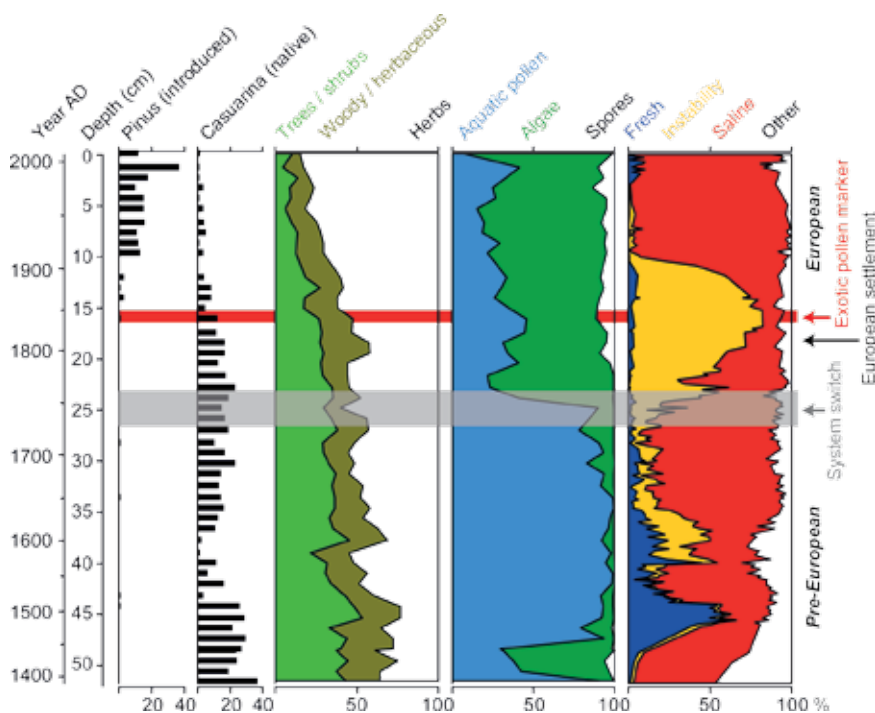 Year AD
Depth (cm)
Pinus (introduced)
Casuarina (native)
Trees / shrubs
Woody / herbaceous
Herbs
Aquatic pollen
Algae
Spores
Fresh
Instability
Saline
Other
2000
1900
1800
1700
1600
1500
1400
0
5
10
15
20
25
30
35
40
45
50
European
Pre-European
Exotic pollen marker
European settlement
System switch
20 40 20 40 50 100 50 100 50 100 %